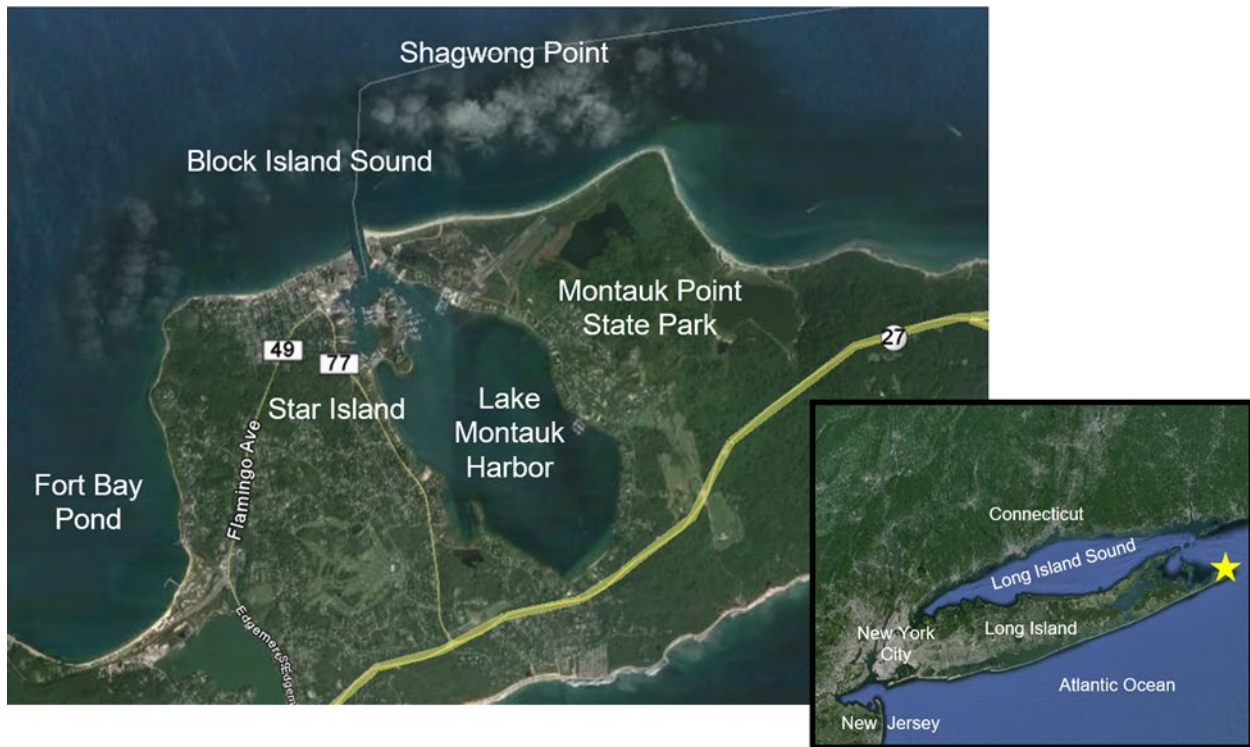 Shagwong Point
Block Island Sound
Montauk Point
State Park
27
49
77
Star Island
Lake
Montauk
Harbor
Flamingo Ave
Fort Bay
Pond
Connecticut
Long Island Sound
New York
City
Long Island
Atlantic Ocean
New Jersey